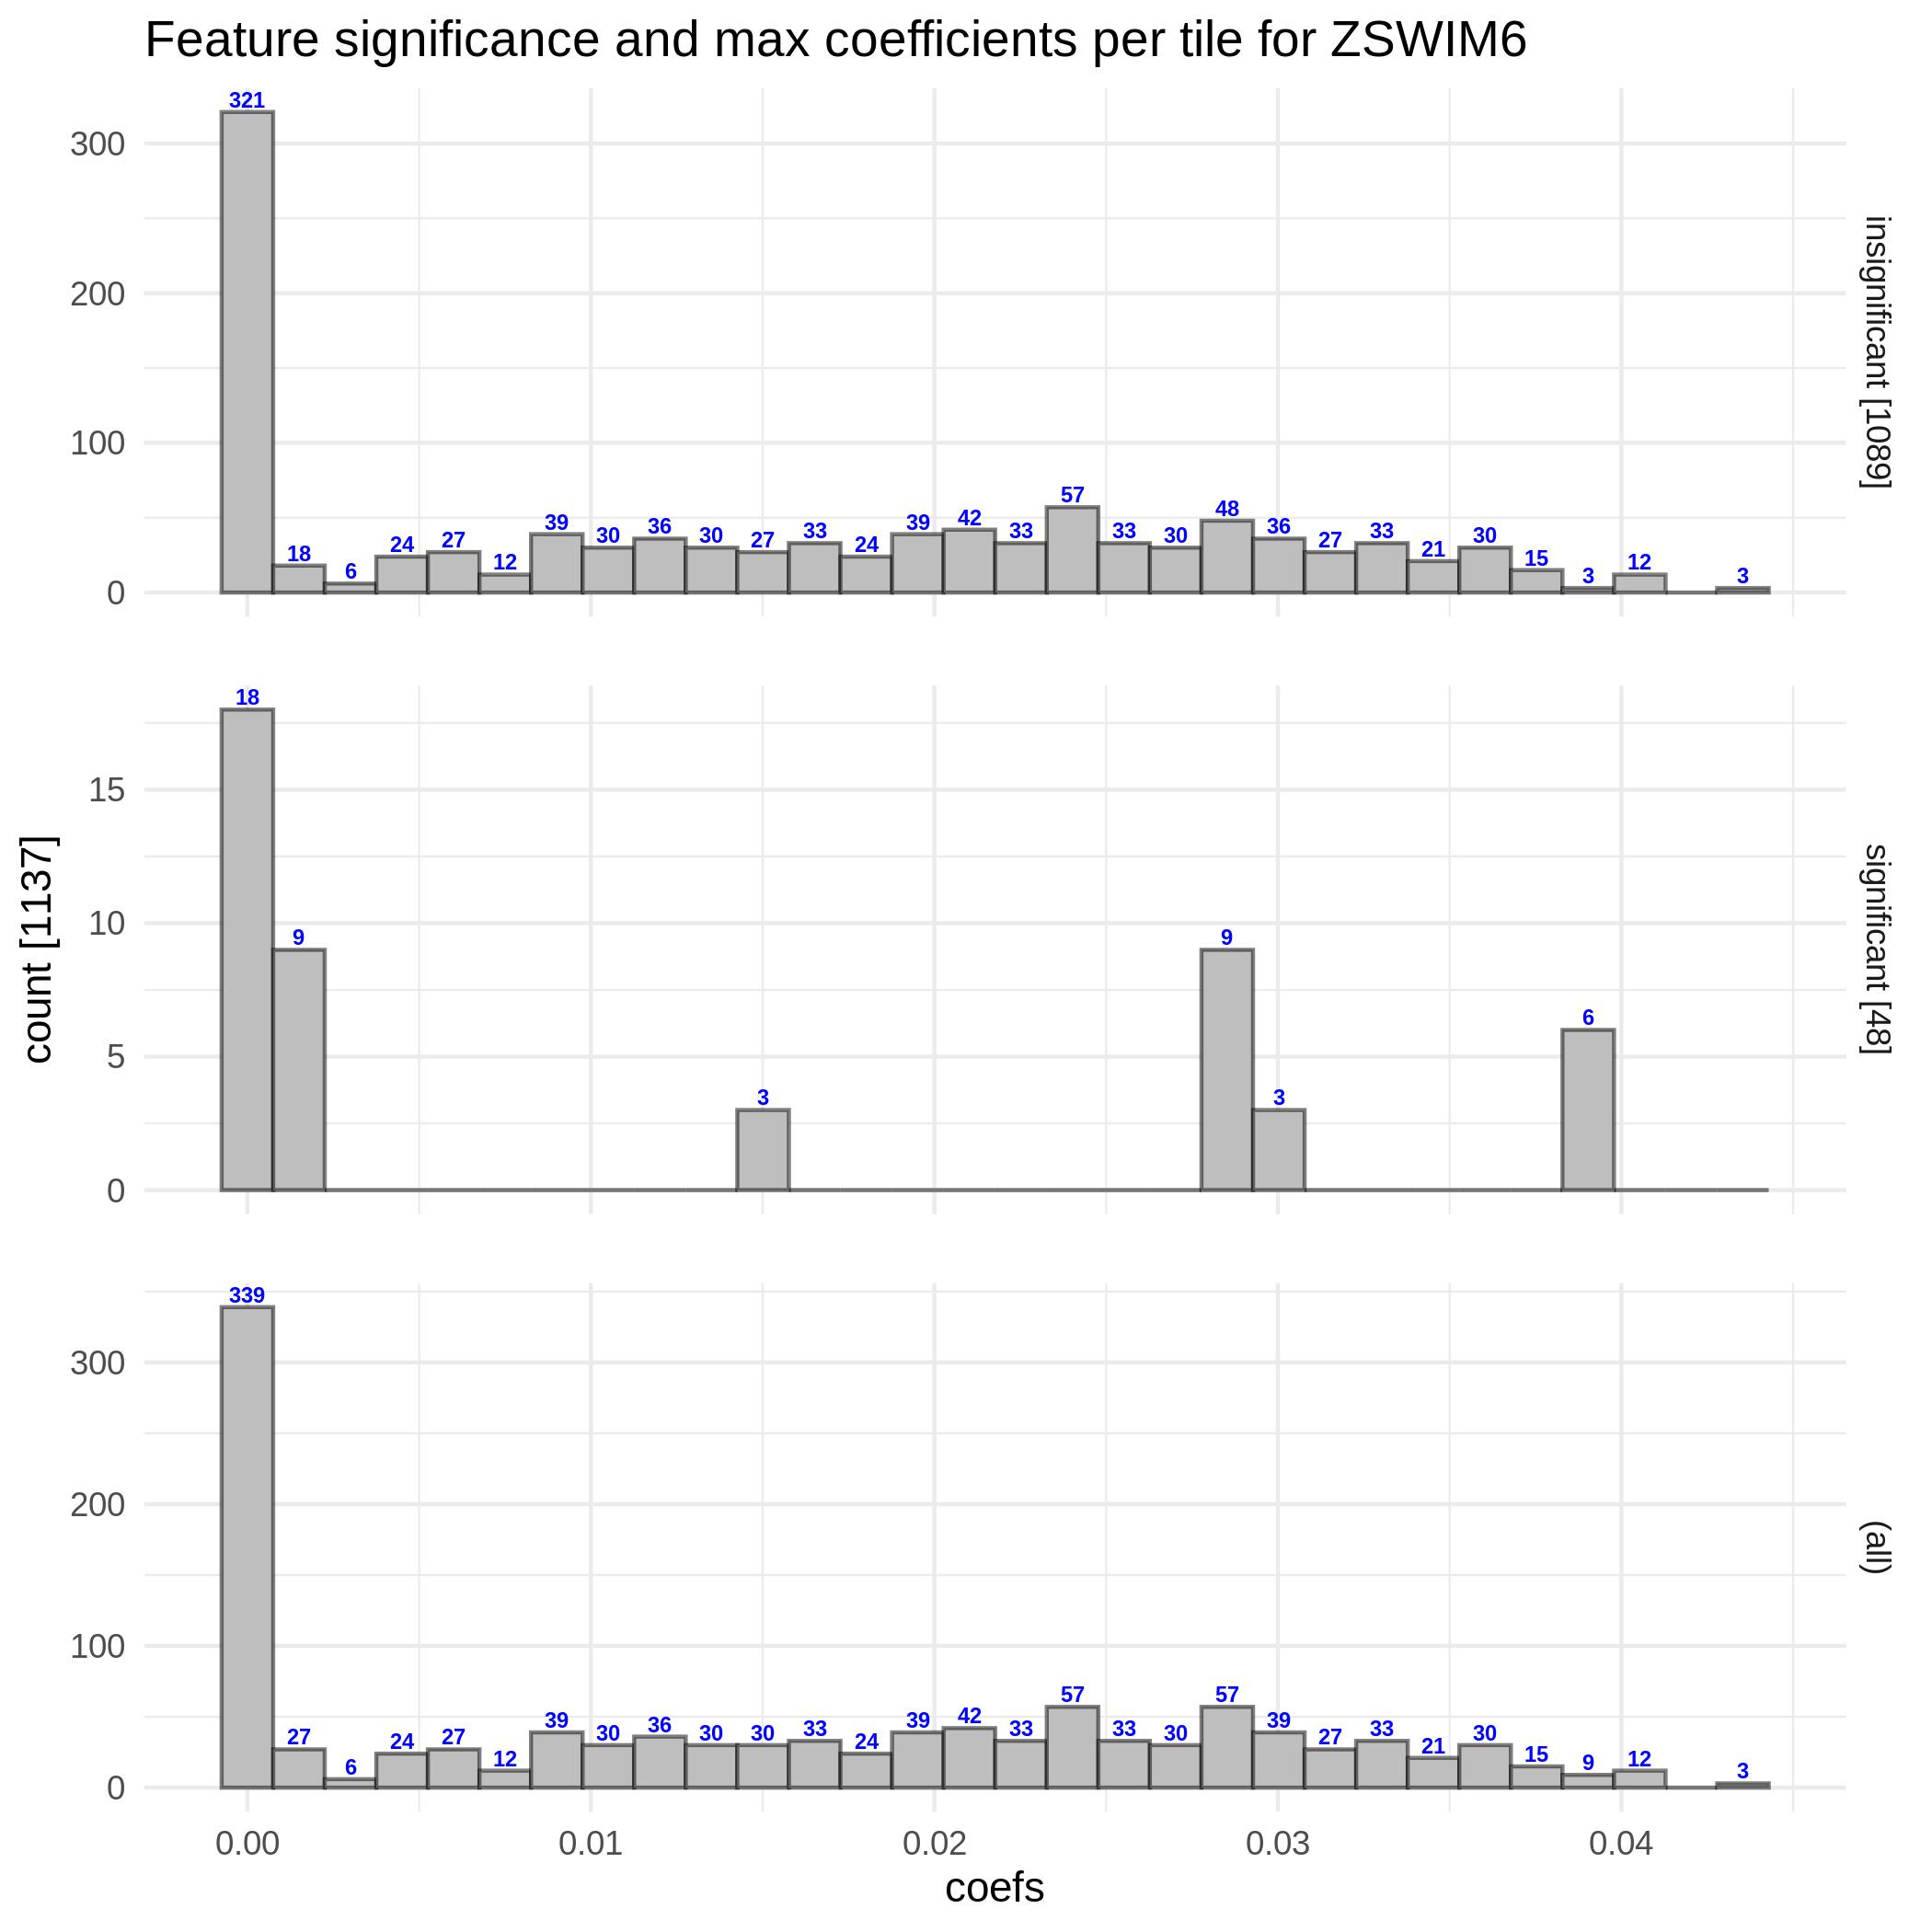 Feature significance and max coefficients per tile for ZSWIM6
321
300
200
100
0
18 6 24 27 12 39 30 36 30 27 33 24 39 42 33 57 33 30 48 36 27 33 21 30 15 3 12 3
insignificant [1089]
18
15
10
5
0
9 3 9 3 6
significant [48]
count [1137]
339
300
200
100
0
27 6 24 27 12 39 30 36 30 30 33 24 39 42 33 57 33 30 57 39 27 33 21 30 15 9 12 3
(all)
0.00 0.01 0.02 0.03 0.04
coefs